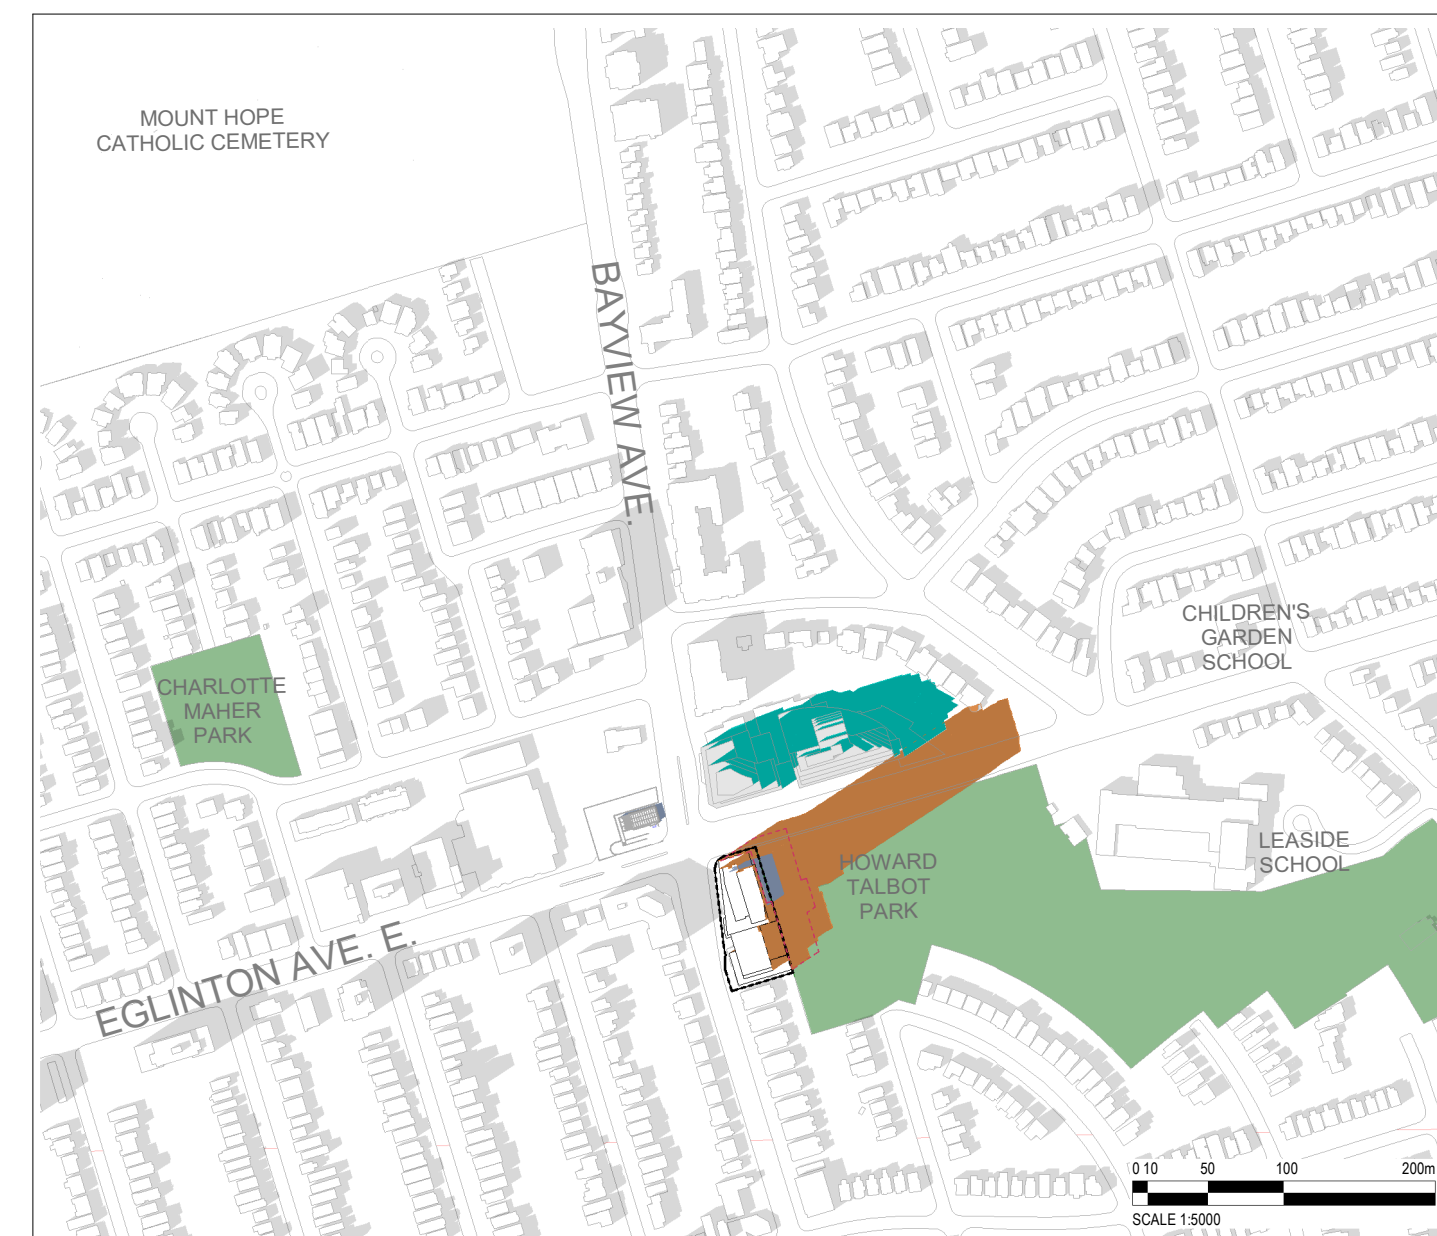 MOUNT HOPE
CATHOLIC CEMETERY
BAYVIEW AVE.
CHILDREN'S
GARDEN
SCHOOL
CHARLOTTE
MAHER
PARK
LEASIDE
SCHOOL
HOWARD
TALBOT
PARK
EGLINTON AVE. E.
0 10 50 100 200m
SCALE 1:5000